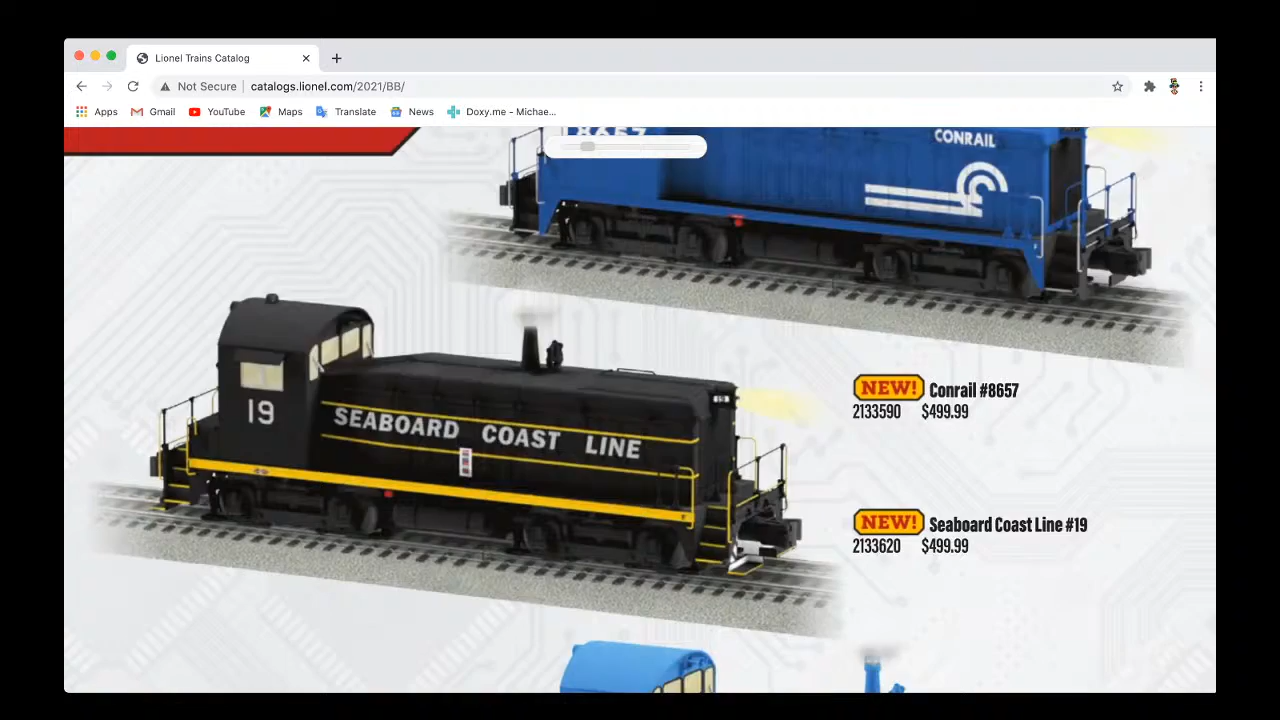 Lionel Trains Catalog
Not Secure
catalogs.lionel.com/2021/BB/
Apps
Gmail
YouTube
Maps
Translate
News
Doxy.me - Michae...
8657
CONRAIL
19
19
SEABOARD COAST LINE
NEW! Conrail #8657
2133590 $499.99
NEW! Seaboard Coast Line #19
2133620 $499.99